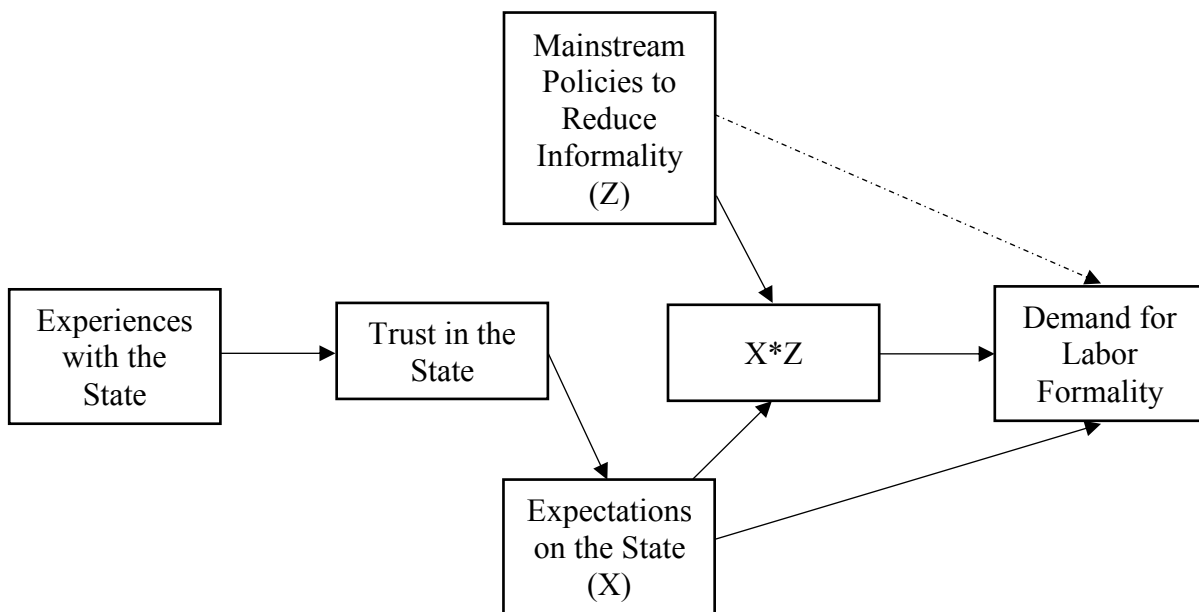 Mainstream
Policies to
Reduce
Informality
(Z)
Experiences
with the
State
Trust in the
State
X*Z
Demand for
Labor
Formality
Expectations
on the State
(X)